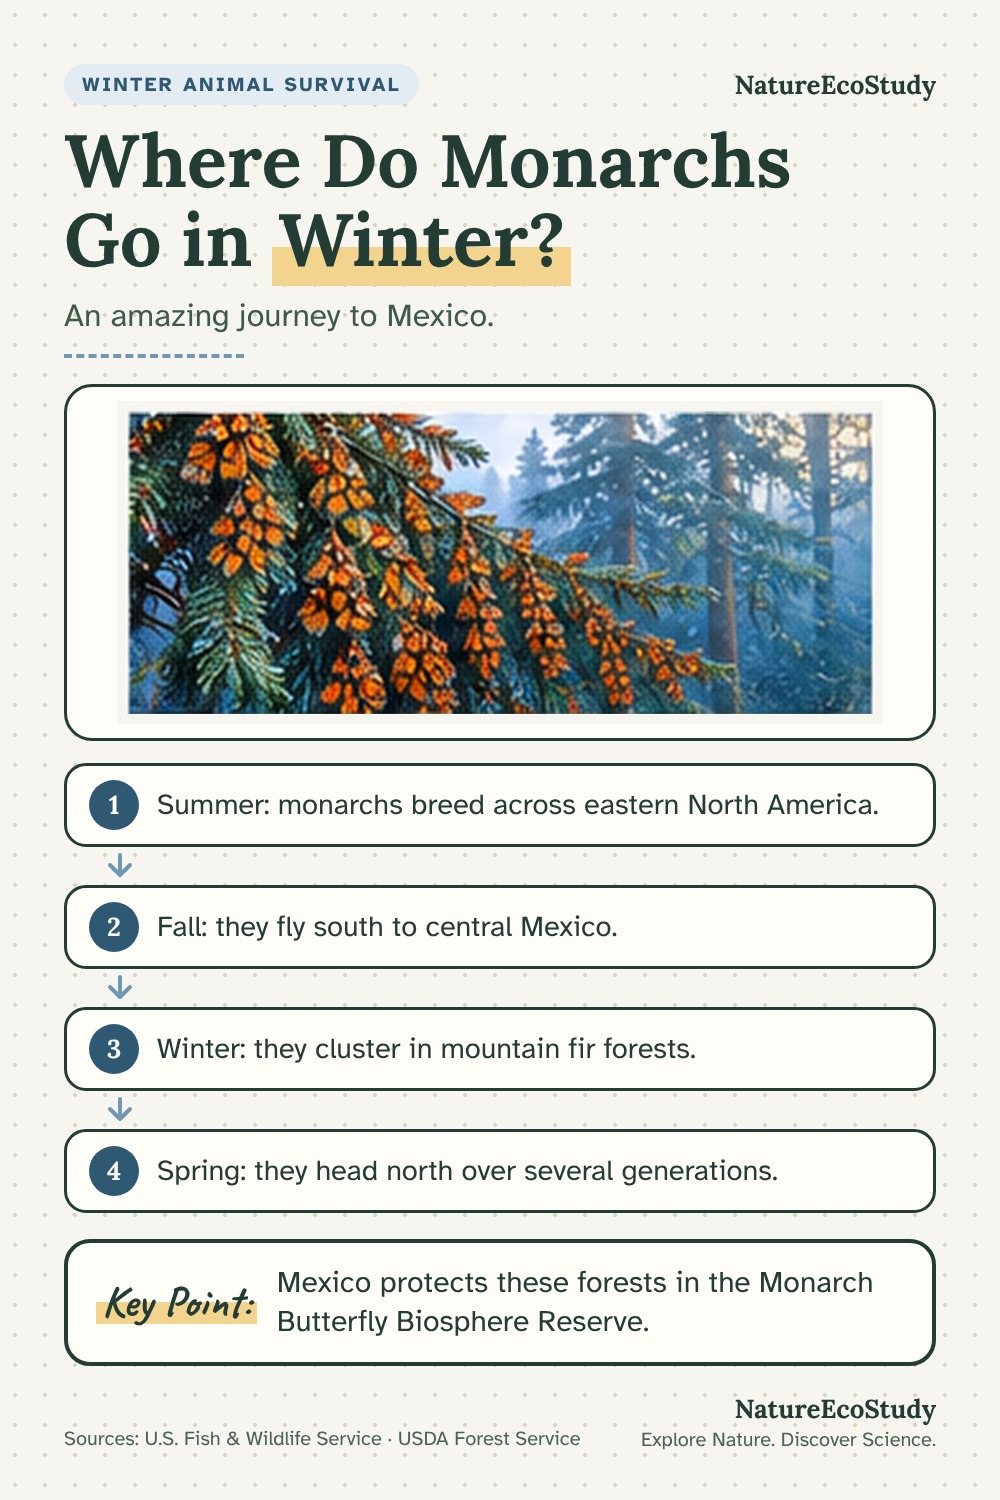 WINTER ANIMAL SURVIVAL
NatureEcoStudy
Where Do Monarchs
Go in Winter?
An amazing journey to Mexico.
1 Summer: monarchs breed across eastern North America.
2 Fall: they fly south to central Mexico.
3 Winter: they cluster in mountain fir forests.
4 Spring: they head north over several generations.
Key Point:
Mexico protects these forests in the Monarch
Butterfly Biosphere Reserve.
Sources: U.S. Fish & Wildlife Service · USDA Forest Service
NatureEcoStudy
Explore Nature. Discover Science.